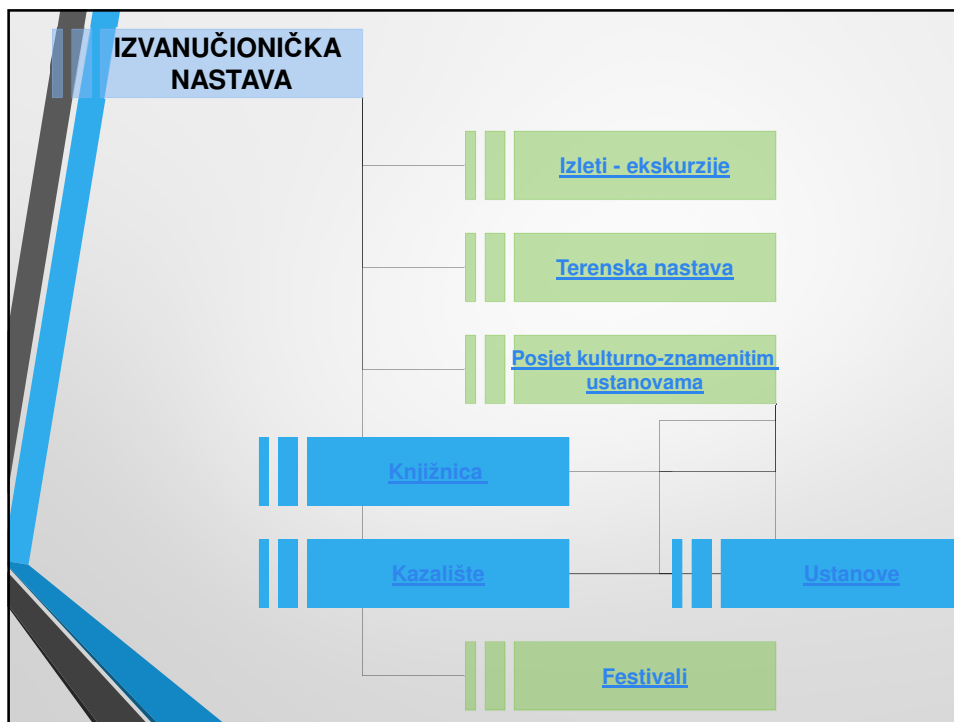 IZVANUČIONIČKA
NASTAVA
Izleti - ekskurzije
Terenska nastava
Posjet kulturno-znamenitim
ustanovama
Knjižnica
Kazalište
Ustanove
Festivali